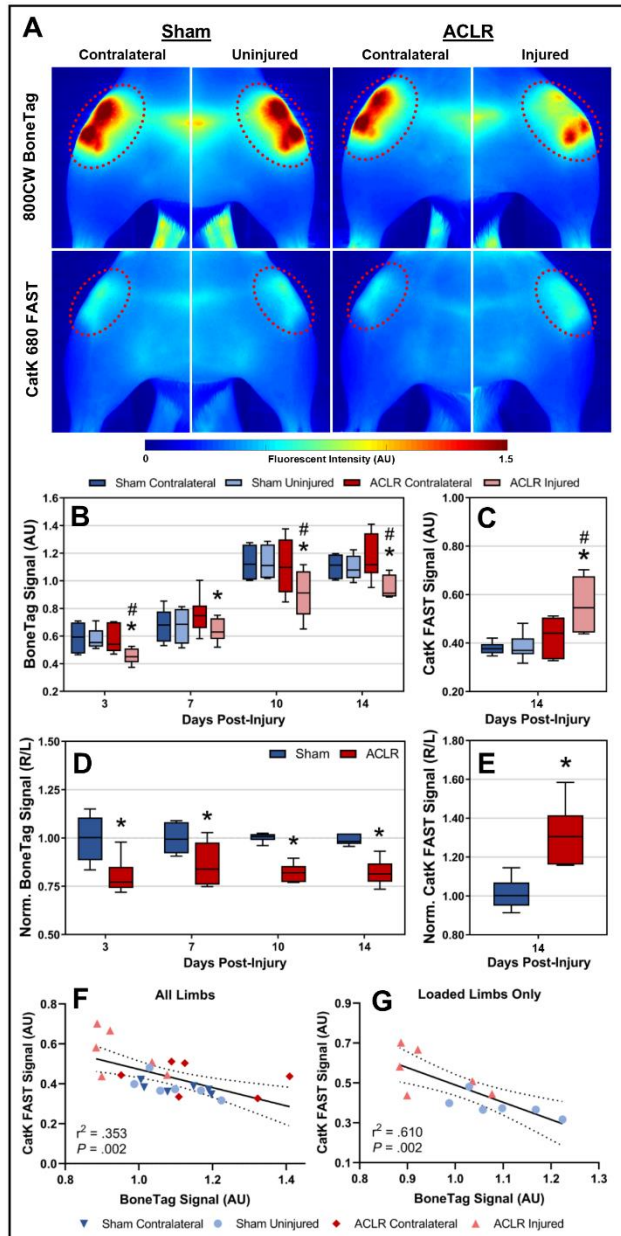 A
Sham
ACLR
Contralateral
Uninjured
Contralateral
Injured
800CW BoneTag
CatK 680 FAST
0
Fluorescent Intensity (AU)
1.5
Sham Contralateral
Sham Uninjured
ACLR Contralateral
ACLR Injured
B
BoneTag Signal (AU)
1.6
1.4
1.2
1.0
0.8
0.6
0.4
0.2
#
*
*
#
*
#
*
3
7
10
14
Days Post-Injury
C
CatK FAST Signal (AU)
1.00
0.80
0.60
0.40
0.20
#
*
14
Days Post-Injury
D
Sham
ACLR
Norm. BoneTag Signal (R/L)
1.50
1.25
1.00
0.75
0.50
*
*
*
*
3
7
10
14
Days Post-Injury
E
Norm. CatK FAST Signal (R/L)
1.80
1.60
1.40
1.20
1.00
0.80
*
14
Days Post-Injury
F
All Limbs
CatK FAST Signal (AU)
0.8
0.6
0.4
0.2
0.0
r² = .353
P = .002
0.8
1.0
1.2
1.4
BoneTag Signal (AU)
G
Loaded Limbs Only
CatK FAST Signal (AU)
0.9
0.7
0.5
0.3
0.1
r² = .610
P = .002
0.8
0.9
1.0
1.1
1.2
1.3
BoneTag Signal (AU)
Sham Contralateral
Sham Uninjured
ACLR Contralateral
ACLR Injured